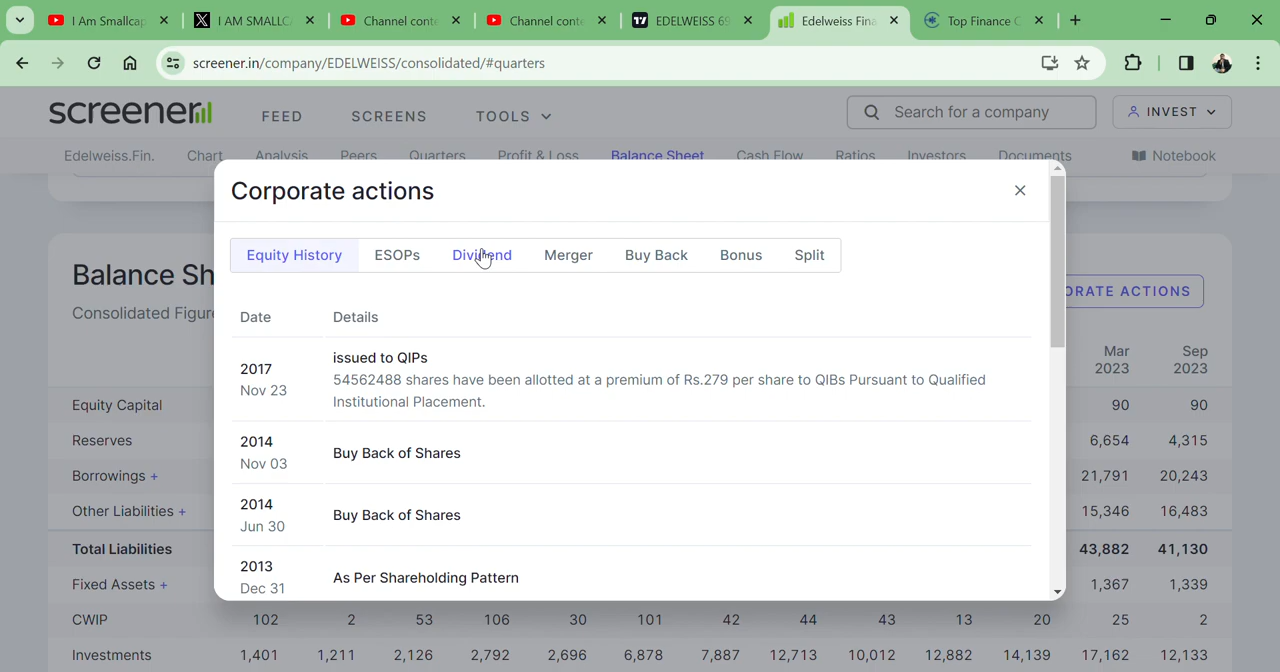 I Am Smallcap
I AM SMALLC
Channel conte
Channel conte
EDELWEISS 69
Edelweiss Fina
Top Finance C
screener.in/company/EDELWEISS/consolidated/#quarters
screener
FEED
SCREENS
TOOLS
Search for a company
INVEST
Edelweiss.Fin.
Chart
Analysis
Peers
Quarters
Profit & Loss
Balance Sheet
Cash Flow
Ratios
Investors
Documents
Notebook
Corporate actions
Equity History
ESOPs
Dividend
Merger
Buy Back
Bonus
Split
Date Details
2017
Nov 23
issued to QIPs
54562488 shares have been allotted at a premium of Rs.279 per share to QIBs Pursuant to Qualified
Institutional Placement.
2014
Nov 03
Buy Back of Shares
2014
Jun 30
Buy Back of Shares
2013
Dec 31
As Per Shareholding Pattern
Balance Sh
Consolidated Figur
ORATE ACTIONS
Mar 2023 Sep 2023
Equity Capital 90 90
Reserves 6,654 4,315
Borrowings + 21,791 20,243
Other Liabilities + 15,346 16,483
Total Liabilities 43,882 41,130
Fixed Assets + 1,367 1,339
CWIP 102 2 53 106 30 101 42 44 43 13 20 25 2
Investments 1,401 1,211 2,126 2,792 2,696 6,878 7,887 12,713 10,012 12,882 14,139 17,162 12,133